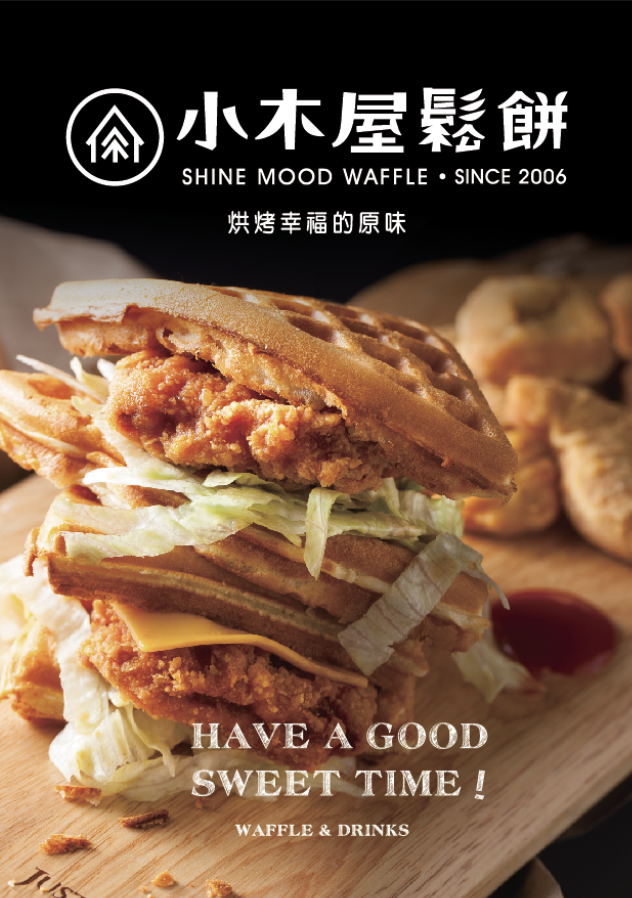 小木屋鬆餅
SHINE MOOD WAFFLE • SINCE 2006
烘烤幸福的原味
HAVE A GOOD
SWEET TIME !
WAFFLE & DRINKS
JUST